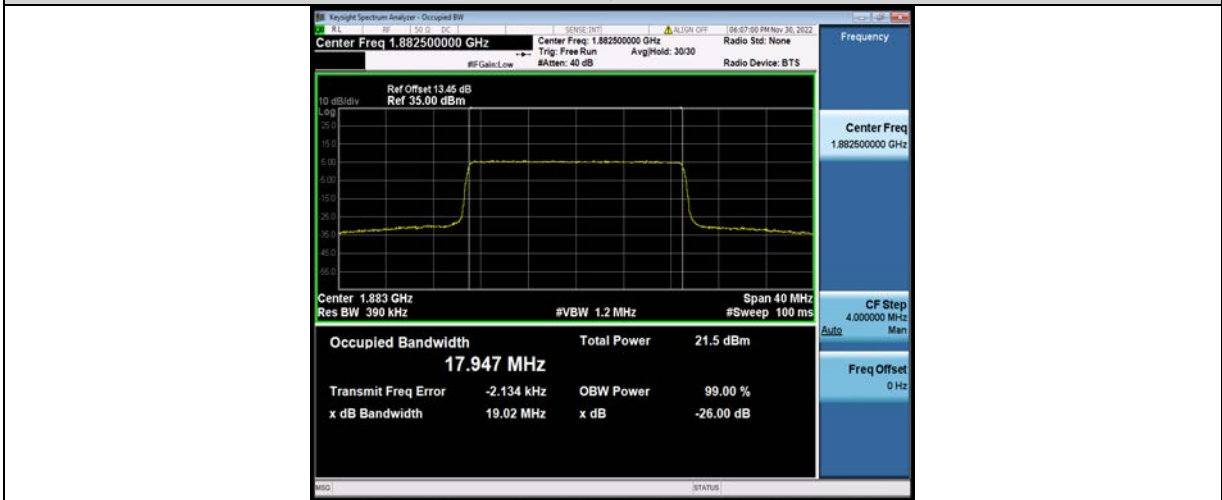 Keysight Spectrum Analyzer - Occupied BW
RL RF 50 Ω DC SENSE:INT ALIGN OFF 06:07:00 PM Nov 30, 2022
Center Freq 1.882500000 GHz
Center Freq: 1.882500000 GHz
Radio Std: None
Trig: Free Run Avg|Hold: 30/30
#IFGain:Low #Atten: 40 dB Radio Device: BTS
Ref Offset 13.45 dB
10 dB/div Ref 35.00 dBm
Log
25.0
15.0
5.00
-5.00
-15.0
-25.0
-35.0
-45.0
-55.0
Center 1.883 GHz Span 40 MHz
Res BW 390 kHz #VBW 1.2 MHz #Sweep 100 ms
Occupied Bandwidth Total Power 21.5 dBm
17.947 MHz
Transmit Freq Error -2.134 kHz OBW Power 99.00 %
x dB Bandwidth 19.02 MHz x dB -26.00 dB
MSG STATUS
Frequency
Center Freq
1.882500000 GHz
CF Step
4.000000 MHz
Auto Man
Freq Offset
0 Hz